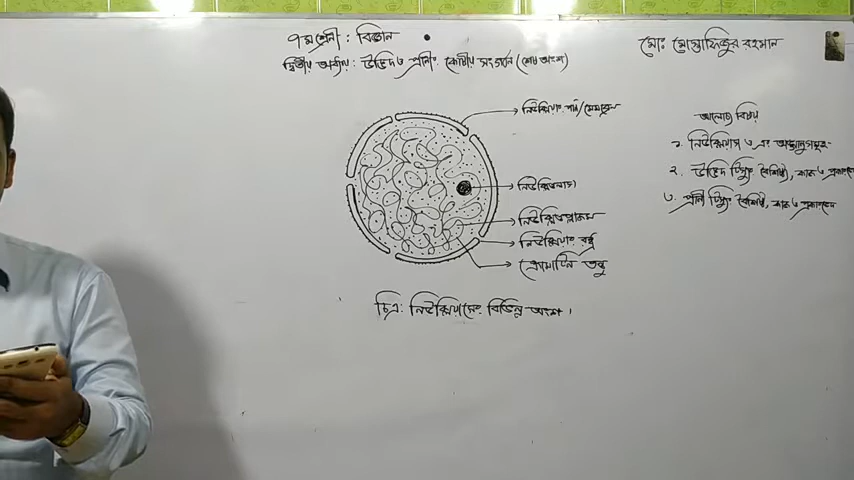 ৭ম শ্রেণী : বিজ্ঞান
দ্বিতীয় অধ্যায় : উদ্ভিদ ও প্রাণীর কোষীয় সংগঠন (শেষ অংশ)
মোঃ মোস্তাফিজুর রহমান
নিউক্লিয়ার পর্দা/মেমব্রেন
নিউক্লিওলাস
নিউক্লিওপ্লাজম
নিউক্লিয়ার রন্ধ্র
ক্রোমাটিন তন্তু
চিত্র: নিউক্লিয়াসের বিভিন্ন অংশ।
আলোচ্য বিষয়
১. নিউক্লিয়াস ও এর অঙ্গাণুসমূহ
২. উদ্ভিদ টিস্যুর বৈশিষ্ট্য, কাজ ও প্রকারভেদ
৩. প্রাণী টিস্যুর বৈশিষ্ট্য, কাজ ও প্রকারভেদ